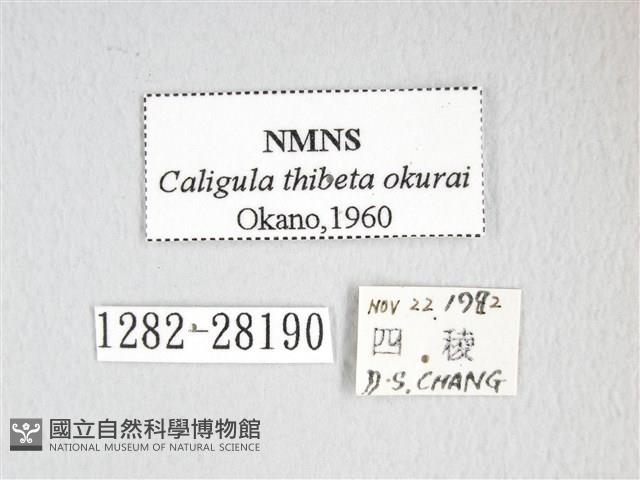 NMNS
Caligula thibeta okurai
Okano,1960
1282-28190
NOV 22.1982
四稜
D.S.CHANG
國立自然科學博物館
NATIONAL MUSEUM OF NATURAL SCIENCE